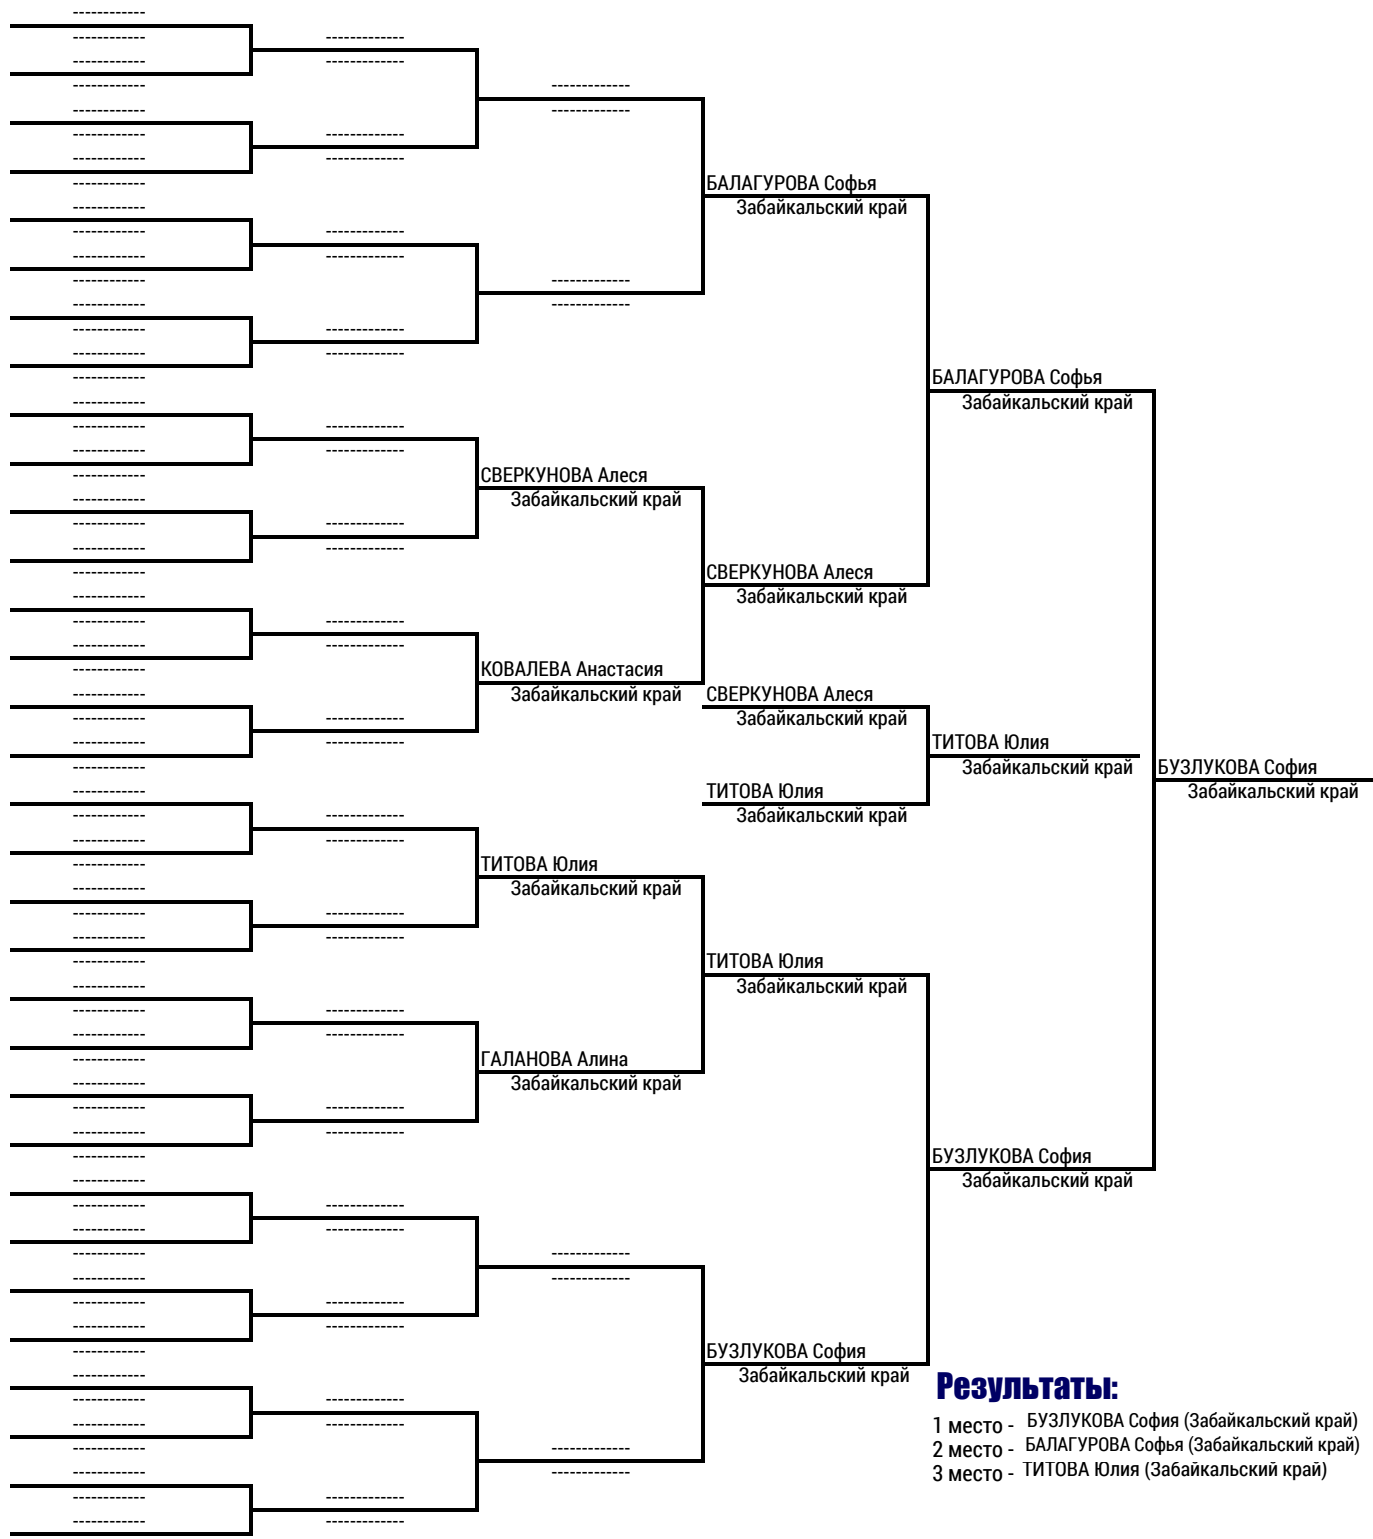 БАЛАГУРОВА Софья
Забайкальский край
БАЛАГУРОВА Софья
Забайкальский край
СВЕРКУНОВА Алеся
Забайкальский край
СВЕРКУНОВА Алеся
Забайкальский край
КОВАЛЕВА Анастасия
Забайкальский край
СВЕРКУНОВА Алеся
Забайкальский край
ТИТОВА Юлия
Забайкальский край
БУЗЛУКОВА София
Забайкальский край
ТИТОВА Юлия
Забайкальский край
ТИТОВА Юлия
Забайкальский край
ТИТОВА Юлия
Забайкальский край
ГАЛАНОВА Алина
Забайкальский край
БУЗЛУКОВА София
Забайкальский край
БУЗЛУКОВА София
Забайкальский край
Результаты:
1 место - БУЗЛУКОВА София (Забайкальский край)
2 место - БАЛАГУРОВА Софья (Забайкальский край)
3 место - ТИТОВА Юлия (Забайкальский край)